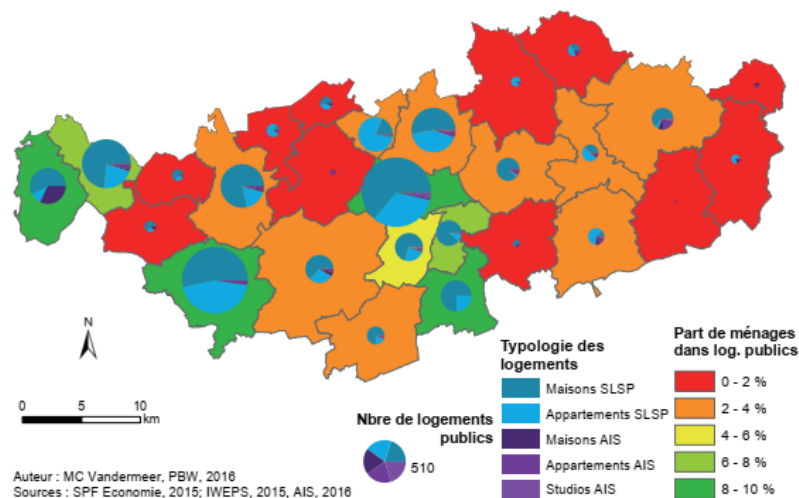 N
0 5 10
km
Auteur : MC Vandermeer, PBW, 2016
Sources : SPF Economie, 2015; IWEPS, 2015, AIS, 2016
Nbre de logements
publics
510
Typologie des
logements
Maisons SLSP
Appartements SLSP
Maisons AIS
Appartements AIS
Studios AIS
Part de ménages
dans log. publics
0 - 2 %
2 - 4 %
4 - 6 %
6 - 8 %
8 - 10 %